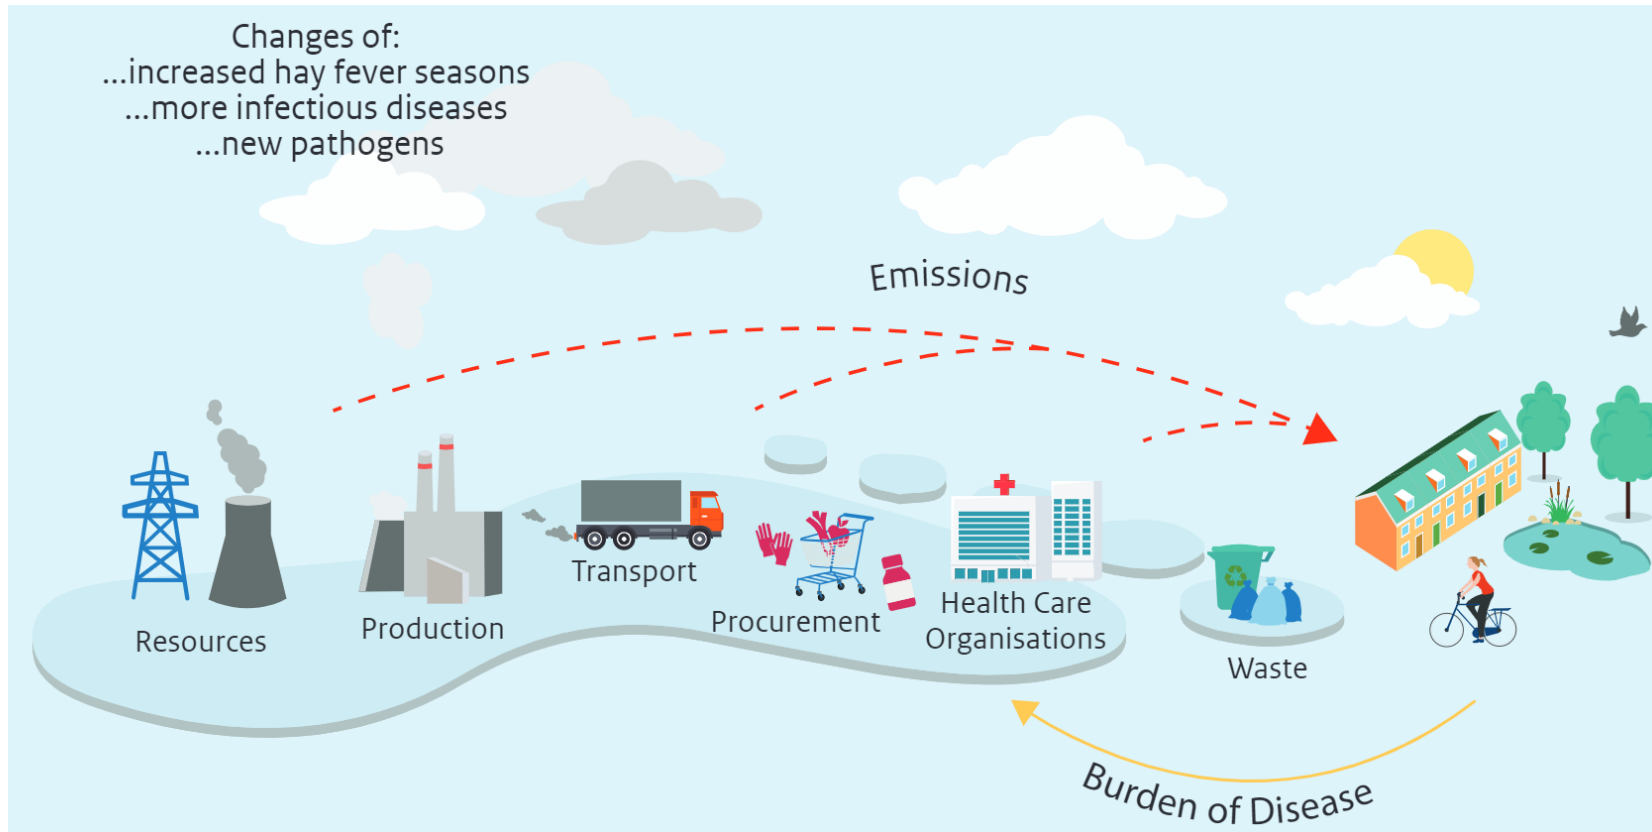 Changes of:
...increased hay fever seasons
...more infectious diseases
...new pathogens
Emissions
Resources
Production
Transport
Procurement
Health Care
Organisations
Waste
Burden of Disease